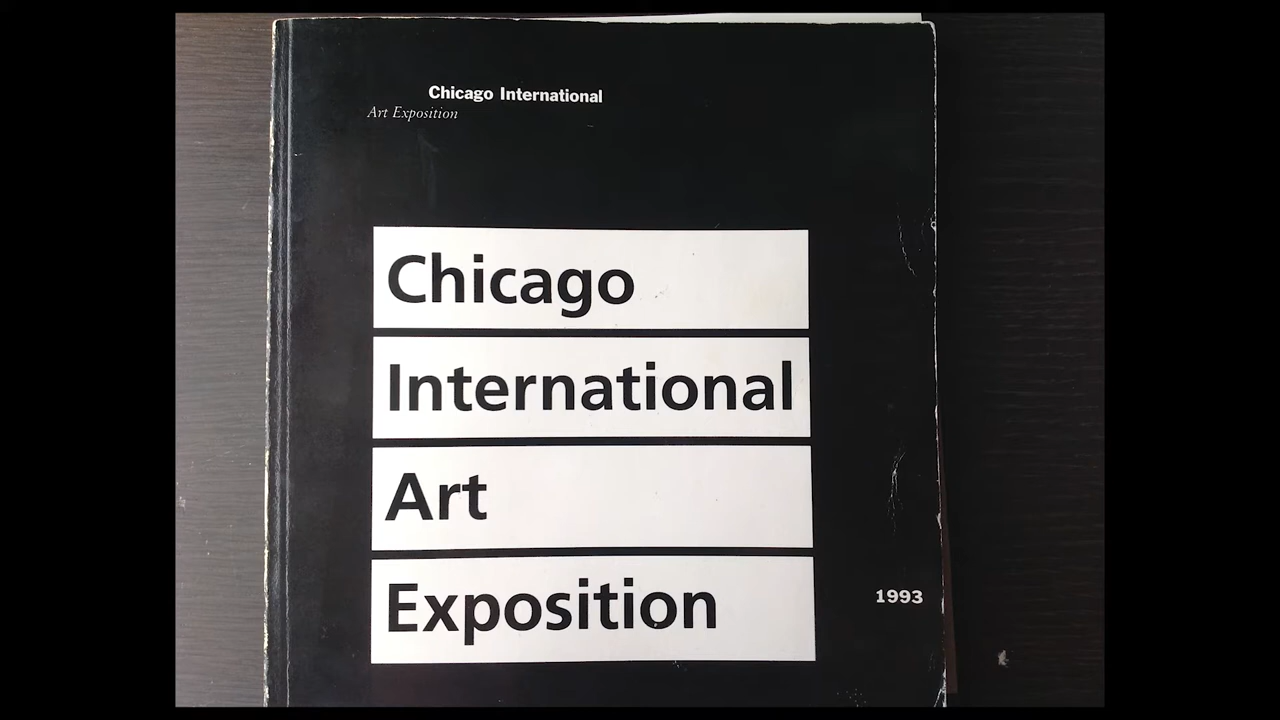 Chicago International
Art Exposition
Chicago
International
Art
Exposition
1993